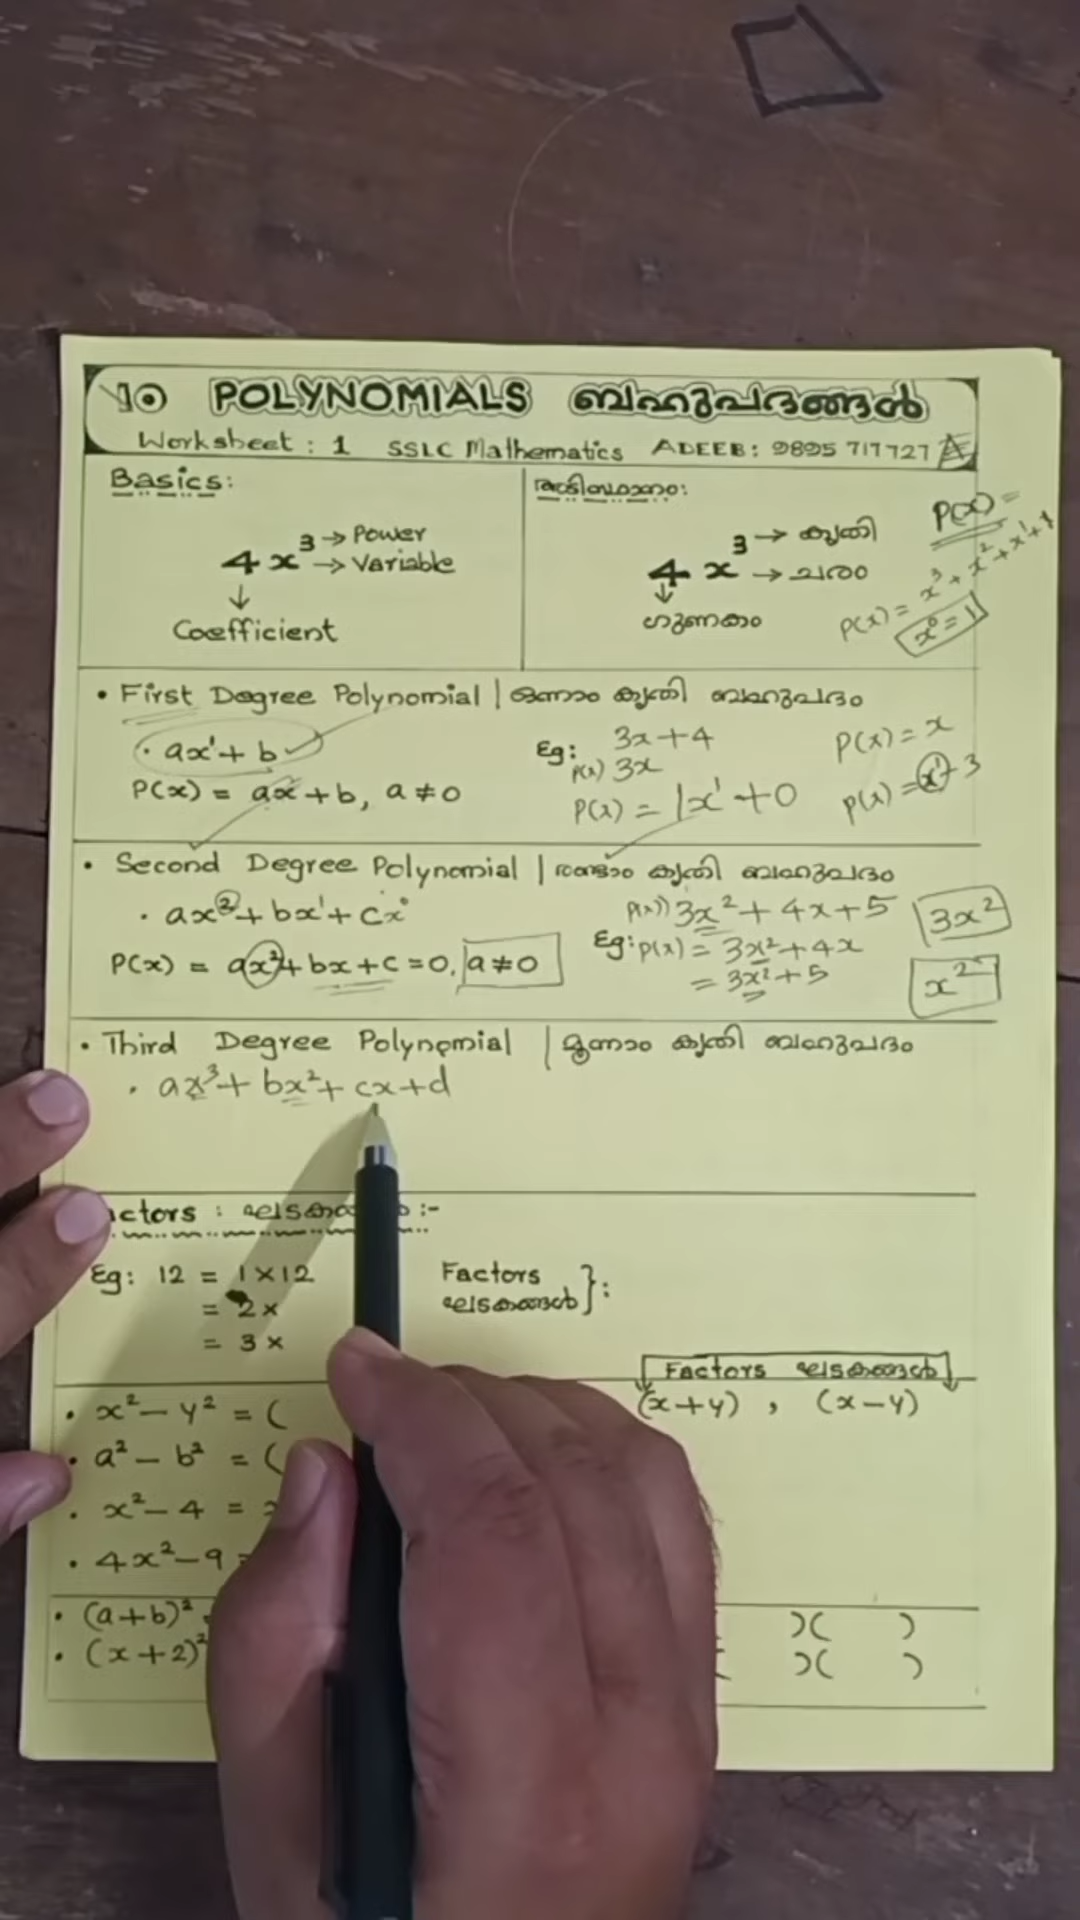 10 POLYNOMIALS ബഹുപദങ്ങൾ
Worksheet : 1 SSLC Mathematics ADEEB : 9895 717727
Basics:
4x³ → Power
→ Variable
↓
Coefficient
അടിസ്ഥാനം:
4x³ → കൃതി
→ ചരം
↓
ഗുണകം
P(x) =
P(x) = x³ + x² + x¹ + 1
x⁰ = 1
• First Degree Polynomial | ഒന്നാം കൃതി ബഹുപദം
· ax¹ + b
P(x) = ax + b, a ≠ 0
Eg: 3x + 4
P(x) 3x
P(x) = 1x¹ + 0
P(x) = x
P(x) = x¹ - 3
• Second Degree Polynomial | രണ്ടാം കൃതി ബഹുപദം
· ax² + bx¹ + cx⁰
P(x) = ax² + bx + c = 0, a ≠ 0
P(x)) 3x² + 4x + 5
Eg: P(x) = 3x² + 4x
= 3x² + 5
3x²
x²
• Third Degree Polynomial | മൂന്നാം കൃതി ബഹുപദം
· ax³ + bx² + cx + d
ctors :
Eg: 12 = 1 × 12
= 2 ×
= 3 ×
Factors
ഘടകങ്ങൾ } :
Factors ഘടകങ്ങൾ
(x + y) , (x - y)
• x² - y² = (
• a² - b² = (
• x² - 4 =
• 4x² - 9 =
• (a + b)²
• (x + 2)²
)( )
)( )